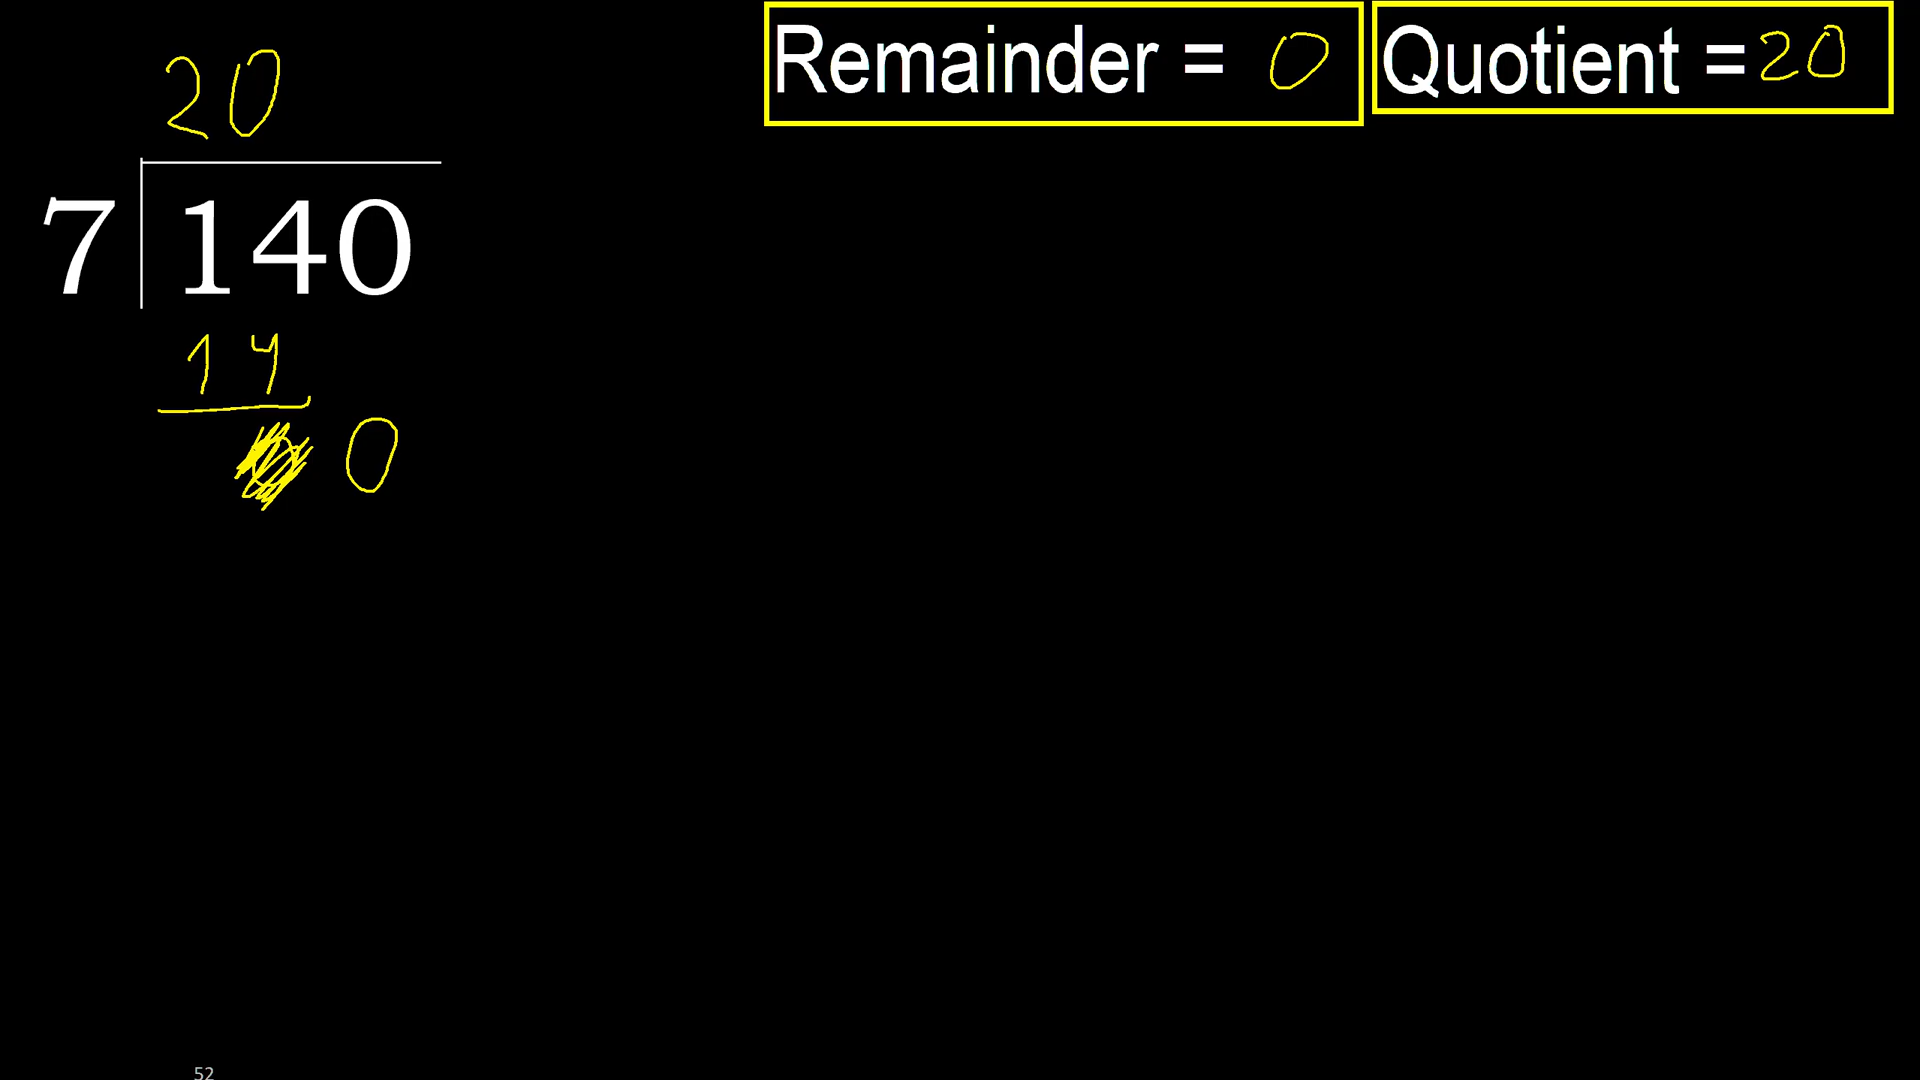 Remainder = 0
Quotient = 20
20
7 140
14
0
52